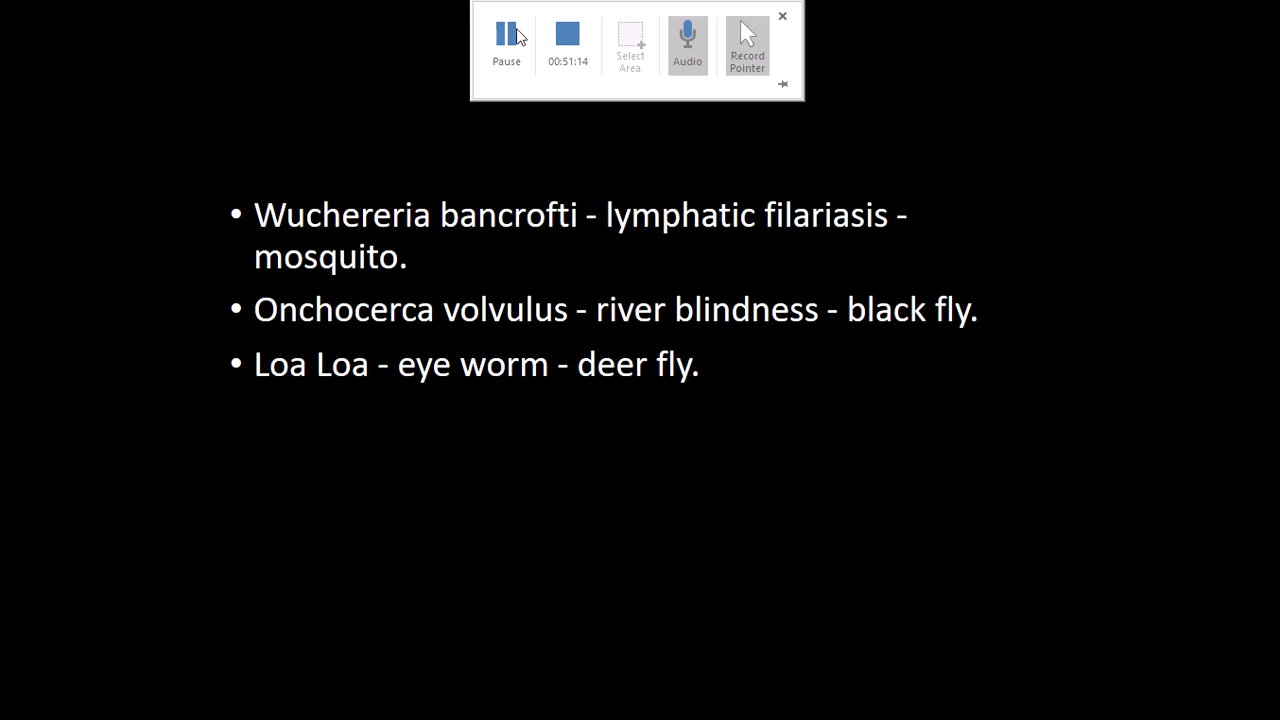 Pause
00:51:14
Select
Area
Audio
Record
Pointer
• Wuchereria bancrofti - lymphatic filariasis -
mosquito.
• Onchocerca volvulus - river blindness - black fly.
• Loa Loa - eye worm - deer fly.